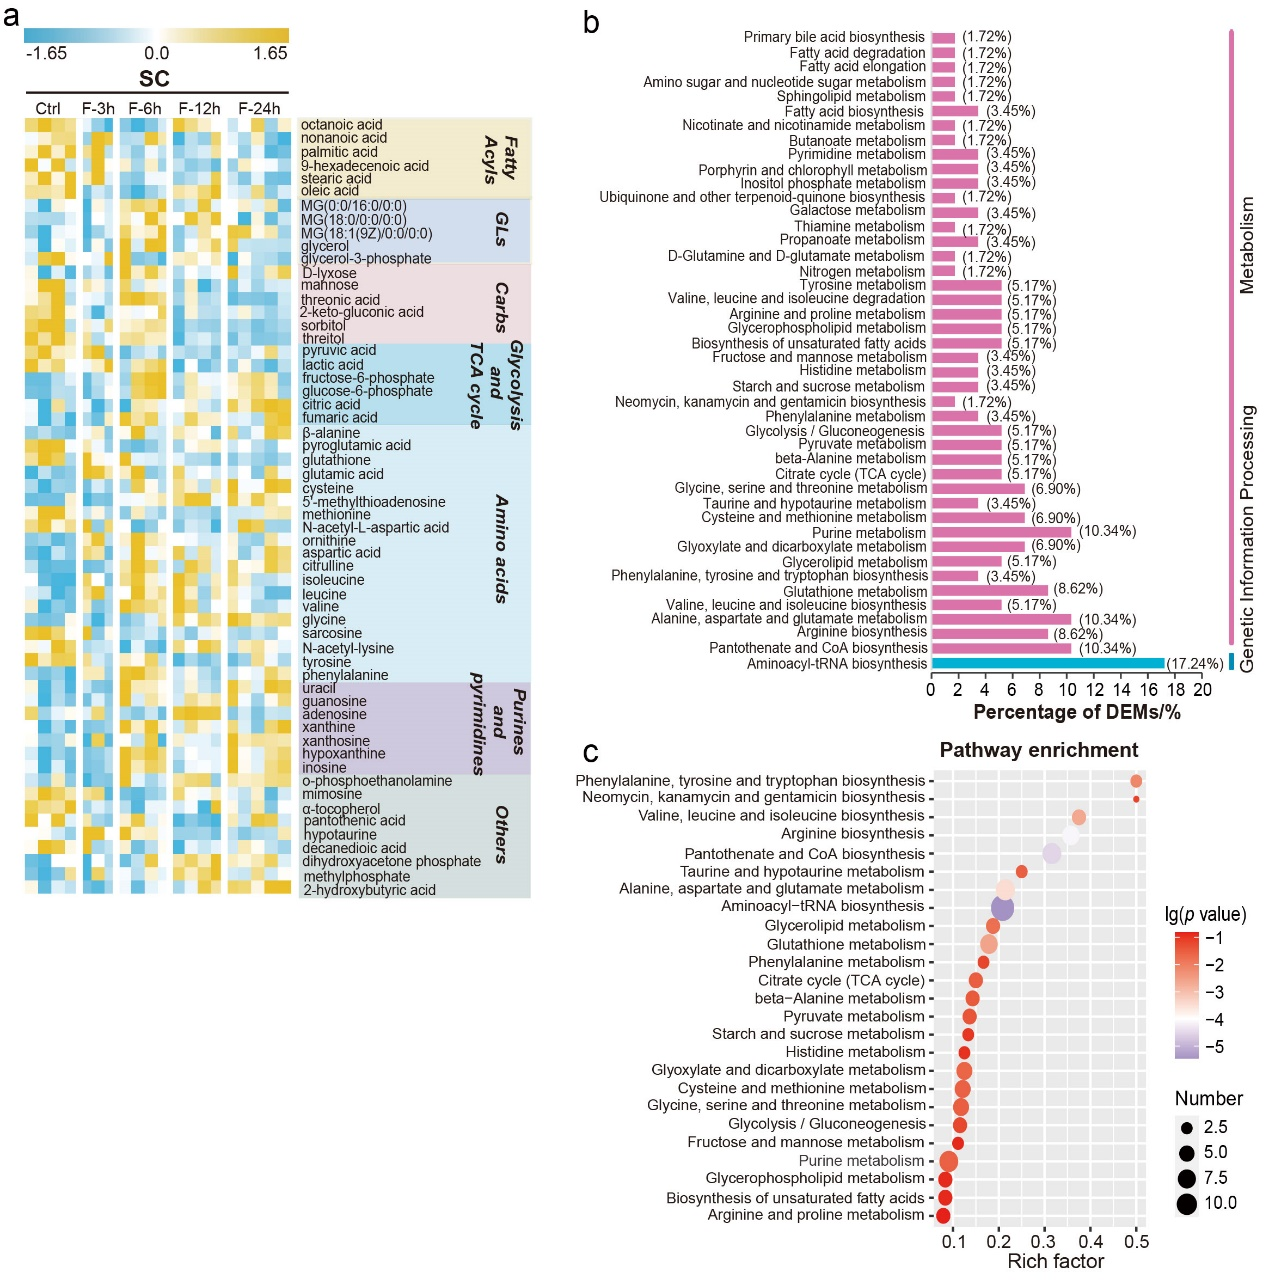 a
-1.65 0.0 1.65
SC
Ctrl F-3h F-6h F-12h F-24h
octanoic acid
nonanoic acid
palmitic acid
9-hexadecenoic acid
stearic acid
oleic acid
Fatty
Acyls
MG(0:0/16:0/0:0)
MG(18:0/0:0/0:0)
MG(18:1(9Z)/0:0/0:0)
glycerol
glycerol-3-phosphate
GLs
D-lyxose
mannose
threonic acid
2-keto-gluconic acid
sorbitol
threitol
Carbs
pyruvic acid
lactic acid
fructose-6-phosphate
glucose-6-phosphate
citric acid
fumaric acid
Glycolysis
and
TCA cycle
β-alanine
pyroglutamic acid
glutathione
glutamic acid
cysteine
5'-methylthioadenosine
methionine
N-acetyl-L-aspartic acid
ornithine
aspartic acid
citrulline
isoleucine
leucine
valine
glycine
sarcosine
N-acetyl-lysine
tyrosine
phenylalanine
Amino acids
uracil
guanosine
adenosine
xanthine
xanthosine
hypoxanthine
inosine
Purines
and
pyrimidines
o-phosphoethanolamine
mimosine
α-tocopherol
pantothenic acid
hypotaurine
decanedioic acid
dihydroxyacetone phosphate
methylphosphate
2-hydroxybutyric acid
Others
b
Primary bile acid biosynthesis (1.72%)
Fatty acid degradation (1.72%)
Fatty acid elongation (1.72%)
Amino sugar and nucleotide sugar metabolism (1.72%)
Sphingolipid metabolism (1.72%)
Fatty acid biosynthesis (3.45%)
Nicotinate and nicotinamide metabolism (1.72%)
Butanoate metabolism (1.72%)
Pyrimidine metabolism (3.45%)
Porphyrin and chlorophyll metabolism (3.45%)
Inositol phosphate metabolism (3.45%)
Ubiquinone and other terpenoid-quinone biosynthesis (1.72%)
Galactose metabolism (3.45%)
Thiamine metabolism (1.72%)
Propanoate metabolism (3.45%)
D-Glutamine and D-glutamate metabolism (1.72%)
Nitrogen metabolism (1.72%)
Tyrosine metabolism (5.17%)
Valine, leucine and isoleucine degradation (5.17%)
Arginine and proline metabolism (5.17%)
Glycerophospholipid metabolism (5.17%)
Biosynthesis of unsaturated fatty acids (5.17%)
Fructose and mannose metabolism (3.45%)
Histidine metabolism (3.45%)
Starch and sucrose metabolism (3.45%)
Neomycin, kanamycin and gentamicin biosynthesis (1.72%)
Phenylalanine metabolism (3.45%)
Glycolysis / Gluconeogenesis (5.17%)
Pyruvate metabolism (5.17%)
beta-Alanine metabolism (5.17%)
Citrate cycle (TCA cycle) (5.17%)
Glycine, serine and threonine metabolism (6.90%)
Taurine and hypotaurine metabolism (3.45%)
Cysteine and methionine metabolism (6.90%)
Purine metabolism (10.34%)
Glyoxylate and dicarboxylate metabolism (6.90%)
Glycerolipid metabolism (5.17%)
Phenylalanine, tyrosine and tryptophan biosynthesis (3.45%)
Glutathione metabolism (8.62%)
Valine, leucine and isoleucine biosynthesis (5.17%)
Alanine, aspartate and glutamate metabolism (10.34%)
Arginine biosynthesis (8.62%)
Pantothenate and CoA biosynthesis (10.34%)
Aminoacyl-tRNA biosynthesis (17.24%)
0 2 4 6 8 10 12 14 16 18 20
Percentage of DEMs/%
Metabolism
Genetic Information Processing
c
Pathway enrichment
Phenylalanine, tyrosine and tryptophan biosynthesis
Neomycin, kanamycin and gentamicin biosynthesis
Valine, leucine and isoleucine biosynthesis
Arginine biosynthesis
Pantothenate and CoA biosynthesis
Taurine and hypotaurine metabolism
Alanine, aspartate and glutamate metabolism
Aminoacyl−tRNA biosynthesis
Glycerolipid metabolism
Glutathione metabolism
Phenylalanine metabolism
Citrate cycle (TCA cycle)
beta−Alanine metabolism
Pyruvate metabolism
Starch and sucrose metabolism
Histidine metabolism
Glyoxylate and dicarboxylate metabolism
Cysteine and methionine metabolism
Glycine, serine and threonine metabolism
Glycolysis / Gluconeogenesis
Fructose and mannose metabolism
Purine metabolism
Glycerophospholipid metabolism
Biosynthesis of unsaturated fatty acids
Arginine and proline metabolism
0.1 0.2 0.3 0.4 0.5
Rich factor
lg(p value)
−1
−2
−3
−4
−5
Number
2.5
5.0
7.5
10.0